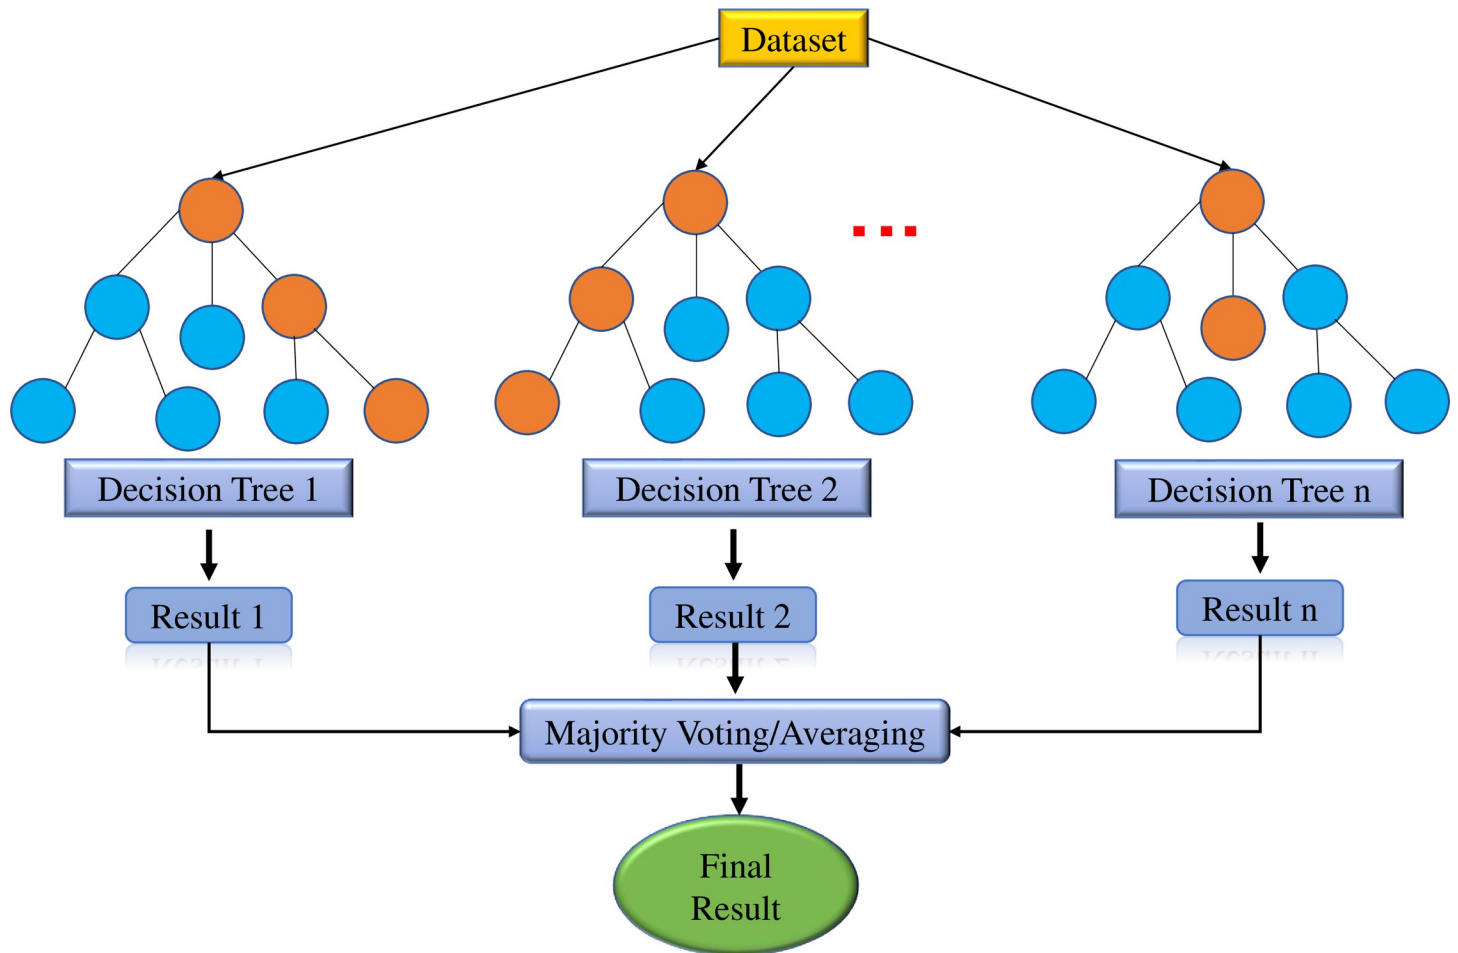 Dataset
...
Decision Tree 1
Decision Tree 2
Decision Tree n
Result 1
Result 2
Result n
Majority Voting/Averaging
Final
Result